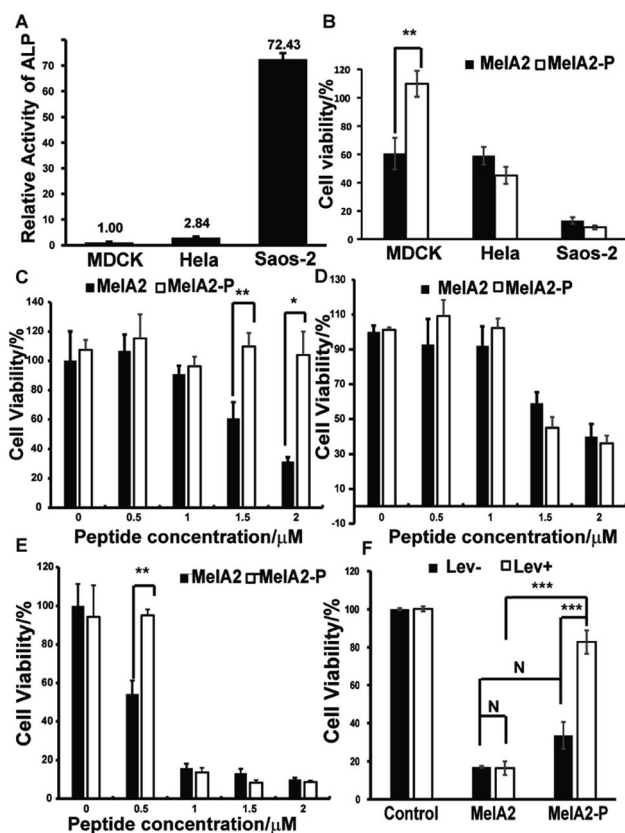 A
Relative Activity of ALP
80
70
60
50
40
30
20
10
0
1.00
2.84
72.43
MDCK Hela Saos-2
B
**
MelA2 MelA2-P
Cell viability/%
120
100
80
60
40
20
0
MDCK Hela Saos-2
C
MelA2 MelA2-P
** *
Cell Viability/%
140
120
100
80
60
40
20
0
0 0.5 1 1.5 2
Peptide concentration/μM
D
MelA2 MelA2-P
Cell Viability/%
110
90
70
50
30
10
-10
0 0.5 1 1.5 2
Peptide concentration/μM
E
MelA2 MelA2-P
**
Cell Viability/%
120
100
80
60
40
20
0
0 0.5 1 1.5 2
Peptide concentration/μM
F
Lev- Lev+
***
***
N
N
Cell Viability/%
120
100
80
60
40
20
0
Control MelA2 MelA2-P